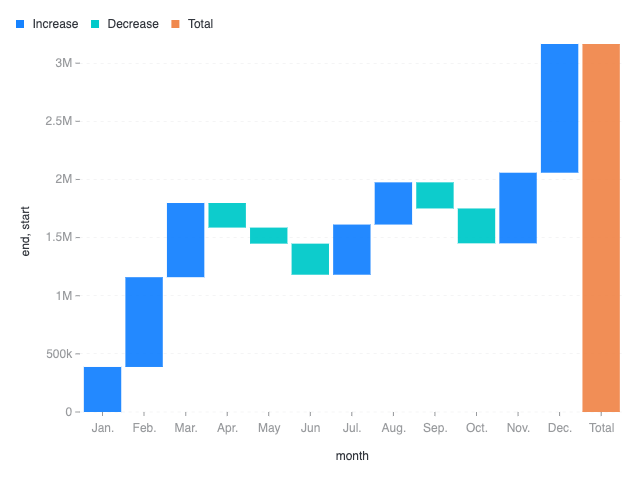 Increase Decrease Total
3M
2.5M
2M
1.5M
1M
500k
0
end, start
Jan. Feb. Mar. Apr. May Jun Jul. Aug. Sep. Oct. Nov. Dec. Total
month